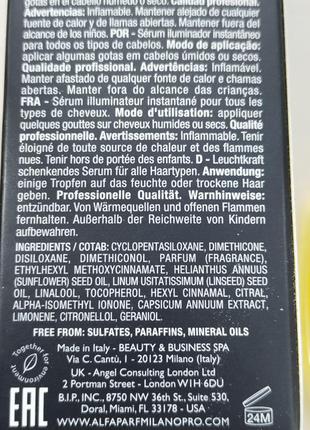 gotas en el cabello húmedo o seco. Calidad profesional.
Advertencias: Inflamable. Mantener alejado de cualquier
fuente de calor y de llamas abiertas. Mantener fuera del
alcance de los niños. POR - Sérum iluminador instantâneo
para todos os tipos de cabelos. Modo de aplicação:
aplicar algumas gotas em cabelos úmidos ou secos.
Qualidade profissional. Advertências: Inflamável.
Manter afastado de qualquer fonte de calor e chamas
abertas. Manter fora do alcance das crianças.
FRA - Sérum illuminateur instantané pour tous les
types de cheveux. Mode d'utilisation: appliquer
quelques gouttes sur cheveux humides ou secs. Qualité
professionnelle. Avertissements: Inflammable. Tenir
éloigné de toute source de chaleur et des flammes
nues. Tenir hors de portée des enfants. D - Leuchtkraft
schenkendes Serum für alle Haartypen. Anwendung:
einige Tropfen auf das feuchte oder trockene Haar
geben. Professionelle Qualität. Warnhinweise:
entzündbar. Von Wärmequellen und offenen Flammen
fernhalten. Außerhalb der Reichweite von Kindern
aufbewahren.
INGREDIENTS / COTAB: CYCLOPENTASILOXANE, DIMETHICONE,
DISILOXANE, DIMETHICONOL, PARFUM (FRAGRANCE),
ETHYLHEXYL METHOXYCINNAMATE, HELIANTHUS ANNUUS
(SUNFLOWER) SEED OIL, LINUM USITATISSIMUM (LINSEED) SEED
OIL, LINALOOL, TOCOPHEROL, HEXYL CINNAMAL, CITRAL,
ALPHA-ISOMETHYL IONONE, CAPSICUM ANNUUM EXTRACT,
LIMONENE, CITRONELLOL, GERANIOL.
FREE FROM: SULFATES, PARAFFINS, MINERAL OILS
Together for environment
Made in Italy - BEAUTY & BUSINESS SPA
Via C. Cantù, 1 - 20123 Milano (Italy)
UK - Angel Consulting London Ltd
2 Portman Street - London W1H 6DU
B.I.P., INC., 8750 NW 36th St., Suite 530,
Doral, Miami, FL 33178 - USA
WWW.ALFAPARFMILANOPRO.COM
EAC
24M